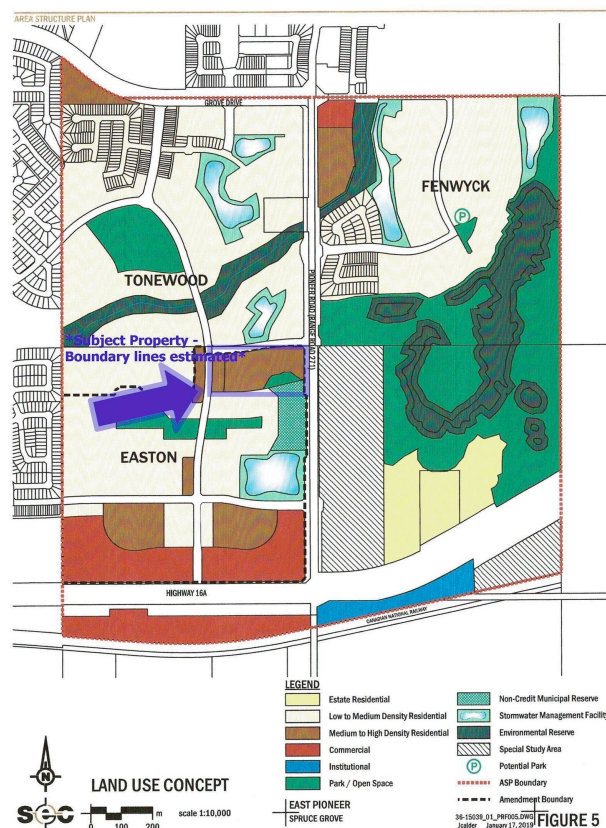 AREA STRUCTURE PLAN
GROVE DRIVE
FENWYCK
P
TONEWOOD
PIONEER ROAD (RANGE ROAD 271)
*Subject Property -
Boundary lines estimated*
EASTON
HIGHWAY 16A
CANADIAN NATIONAL RAILWAY
LEGEND
Estate Residential
Low to Medium Density Residential
Medium to High Density Residential
Commercial
Institutional
Park / Open Space
Non-Credit Municipal Reserve
Stormwater Management Facility
Environmental Reserve
Special Study Area
P Potential Park
ASP Boundary
Amendment Boundary
N
LAND USE CONCEPT
m scale 1:10,000
0 100 200
EAST PIONEER
SPRUCE GROVE
36-15039_01_PRF005.DWG
Jcalder January 17, 2019
FIGURE 5